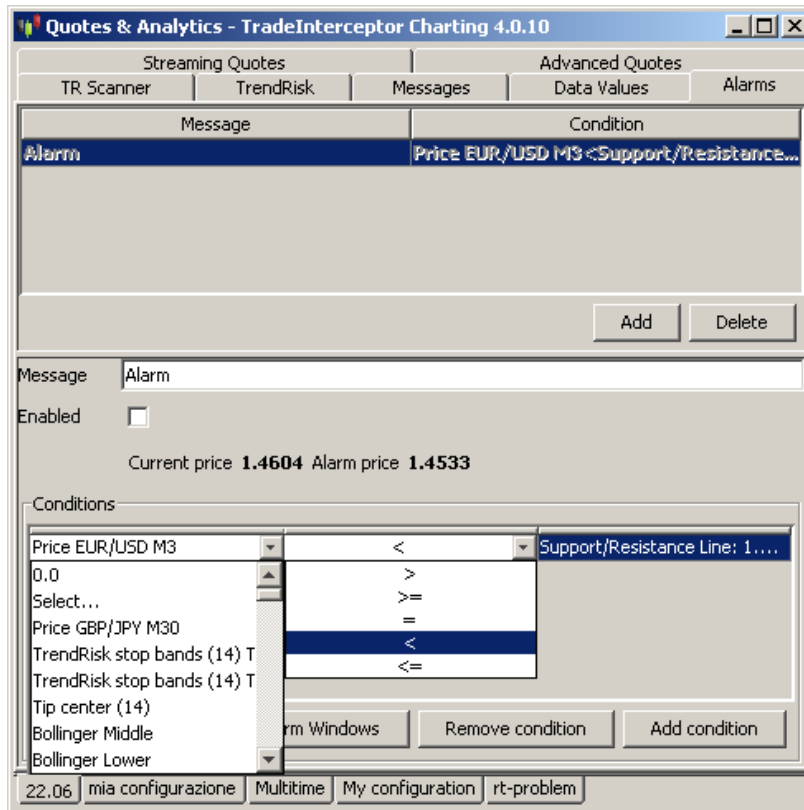 Quotes & Analytics - TradeInterceptor Charting 4.0.10
Streaming Quotes Advanced Quotes
TR Scanner TrendRisk Messages Data Values Alarms
Message Condition
Alarm Price EUR/USD M3<Support/Resistance...
Add Delete
Message Alarm
Enabled
Current price 1.4604 Alarm price 1.4533
Conditions
Price EUR/USD M3 < Support/Resistance Line: 1....
0.0 >
Select... >=
Price GBP/JPY M30 =
TrendRisk stop bands (14) T <
TrendRisk stop bands (14) T <=
Tip center (14)
Bollinger Middle rm Windows Remove condition Add condition
Bollinger Lower
22.06 mia configurazione Multitime My configuration rt-problem